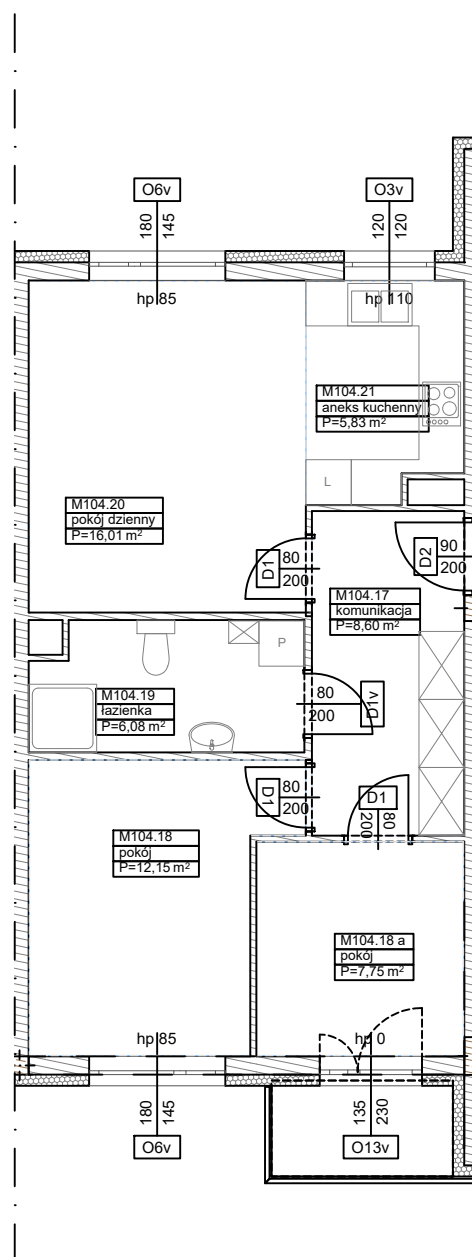 O6v
O3v
180
145
120
120
hp 85
hp 110
M104.21
aneks kuchenny
P=5,83 m²
L
M104.20
pokój dzienny
P=16,01 m²
D1
80
200
D2
90
200
M104.17
komunikacja
P=8,60 m²
P
M104.19
łazienka
P=6,08 m²
80
200
D1v
D1
80
200
D1
80
200
M104.18
pokój
P=12,15 m²
M104.18 a
pokój
P=7,75 m²
hp 85
hp 0
180
145
135
230
O6v
O13v